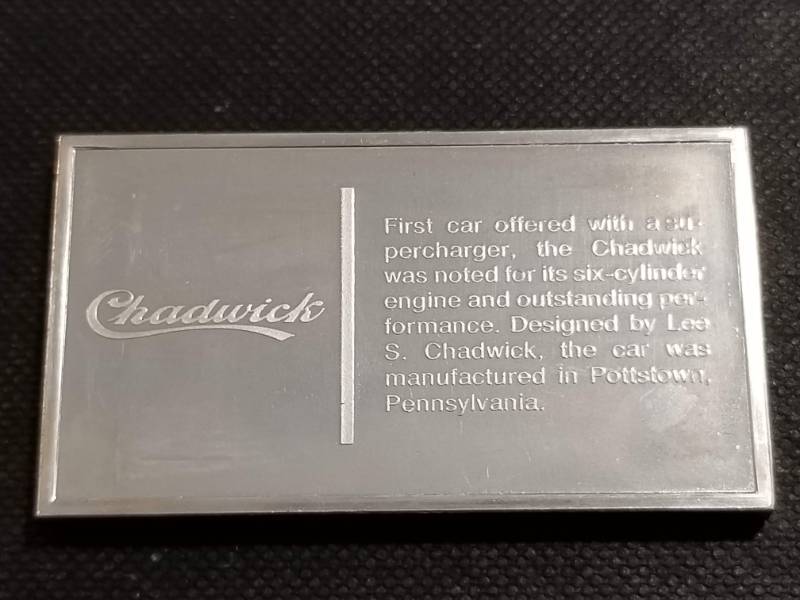 Chadwick
First car offered with a su-
percharger, the Chadwick
was noted for its six-cylinder
engine and outstanding per-
formance. Designed by Lee
S. Chadwick, the car was
manufactured in Pottstown,
Pennsylvania.